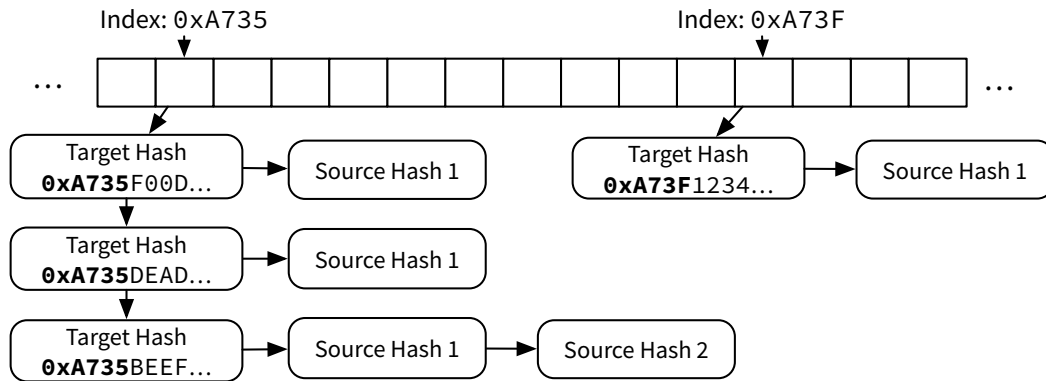 Index: 0xA735
Index: 0xA73F
...
...
Target Hash
0xA735F00D...
Source Hash 1
Target Hash
0xA73F1234...
Source Hash 1
Target Hash
0xA735DEAD...
Source Hash 1
Target Hash
0xA735BEEF...
Source Hash 1
Source Hash 2